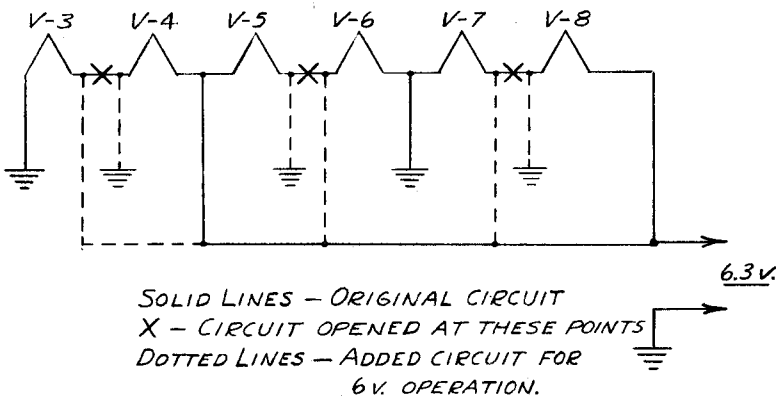 V-3 V-4 V-5 V-6 V-7 V-8
6.3 V.
SOLID LINES – ORIGINAL CIRCUIT
X – CIRCUIT OPENED AT THESE POINTS
DOTTED LINES – ADDED CIRCUIT FOR
6 V. OPERATION.